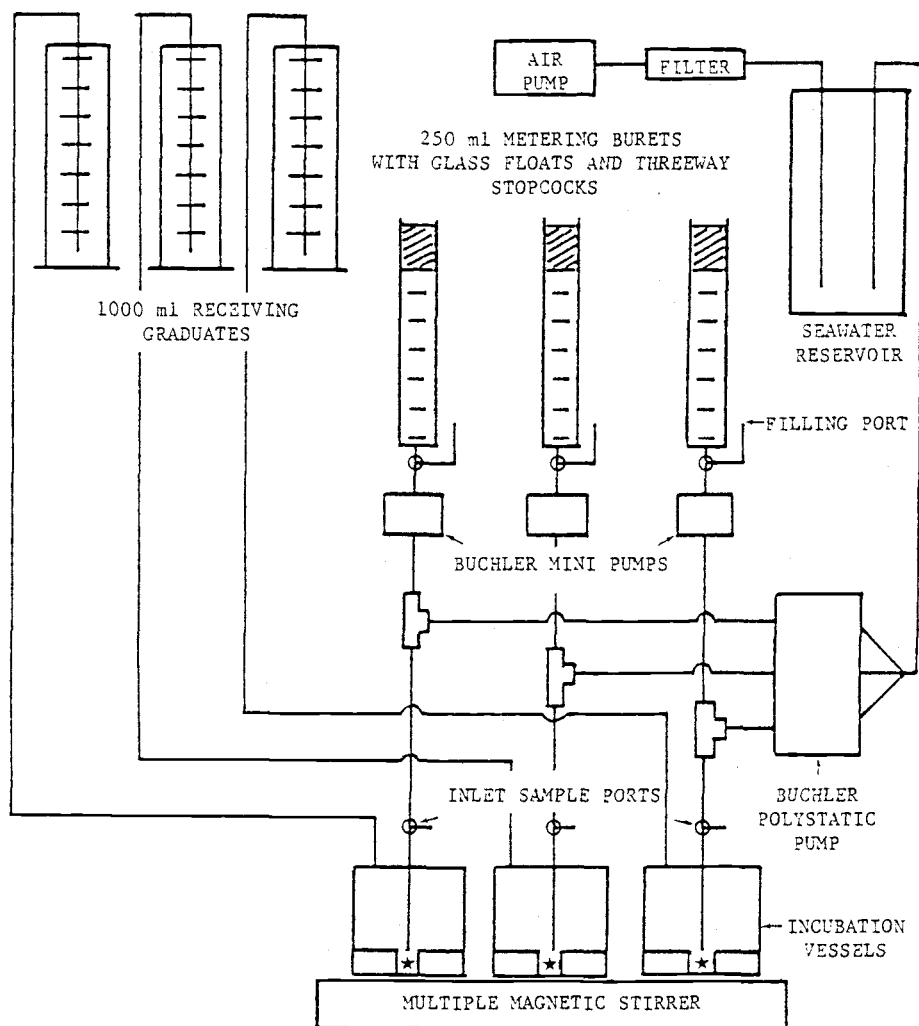 AIR
PUMP
FILTER
250 ml METERING BURETS
WITH GLASS FLOATS AND THREEWAY
STOPCOCKS
1000 ml RECEIVING
GRADUATES
SEAWATER
RESERVOIR
FILLING PORT
BUCHLER MINI PUMPS
INLET SAMPLE PORTS
BUCHLER
POLYSTATIC
PUMP
INCUBATION
VESSELS
MULTIPLE MAGNETIC STIRRER